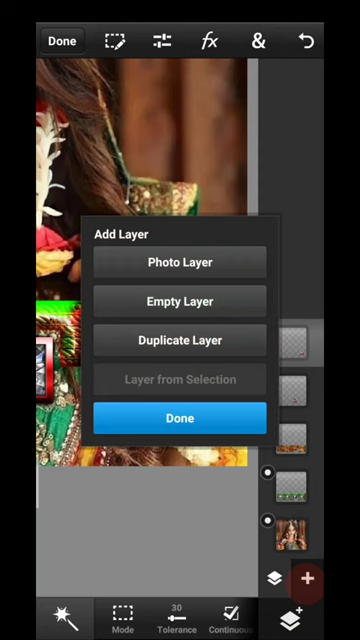 Done
fx
&
Add Layer
Photo Layer
Empty Layer
Duplicate Layer
Layer from Selection
Done
30
Mode
Tolerance
Continuous